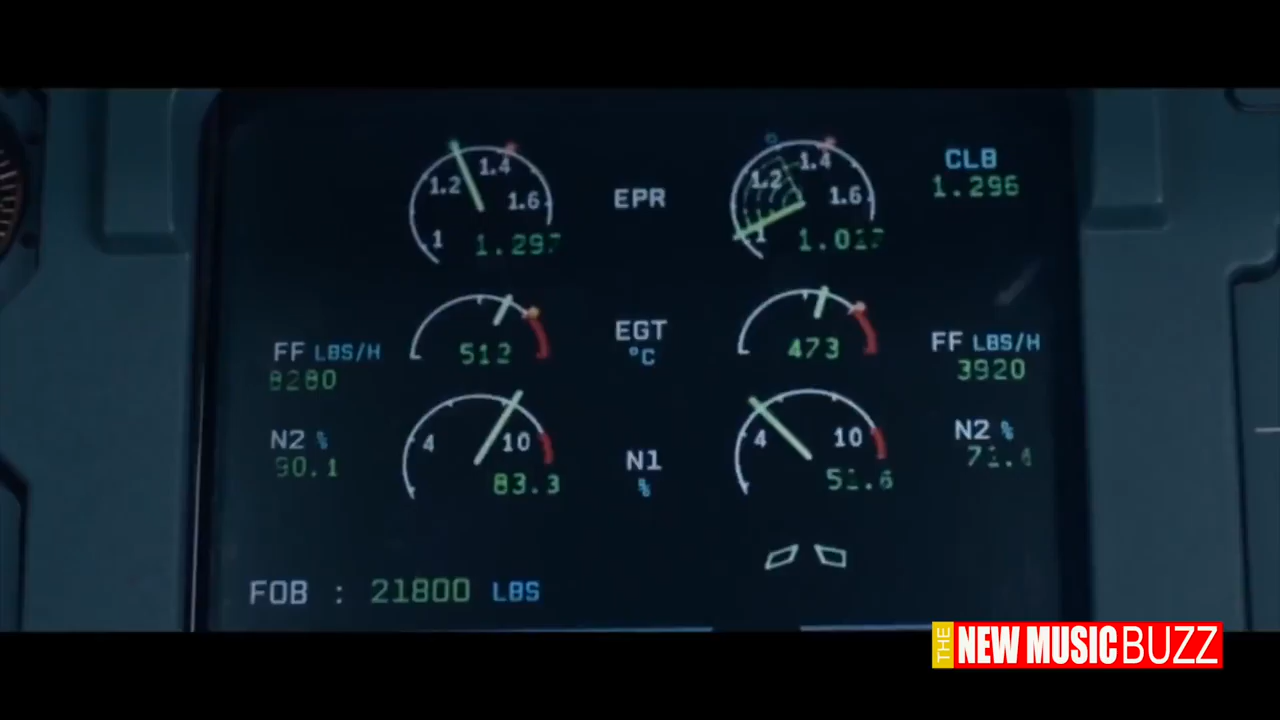 1.2 1.4 1.6 1 1.297
EPR
1.2 1.4 1.6 1 1.017
CLB
1.296
FF LBS/H
8280
512
EGT
°C
473
FF LBS/H
3920
N2 %
90.1
4 10
83.3
N1
%
4 10
51.6
N2 %
71.4
FOB : 21800 LBS
THE NEW MUSIC BUZZ